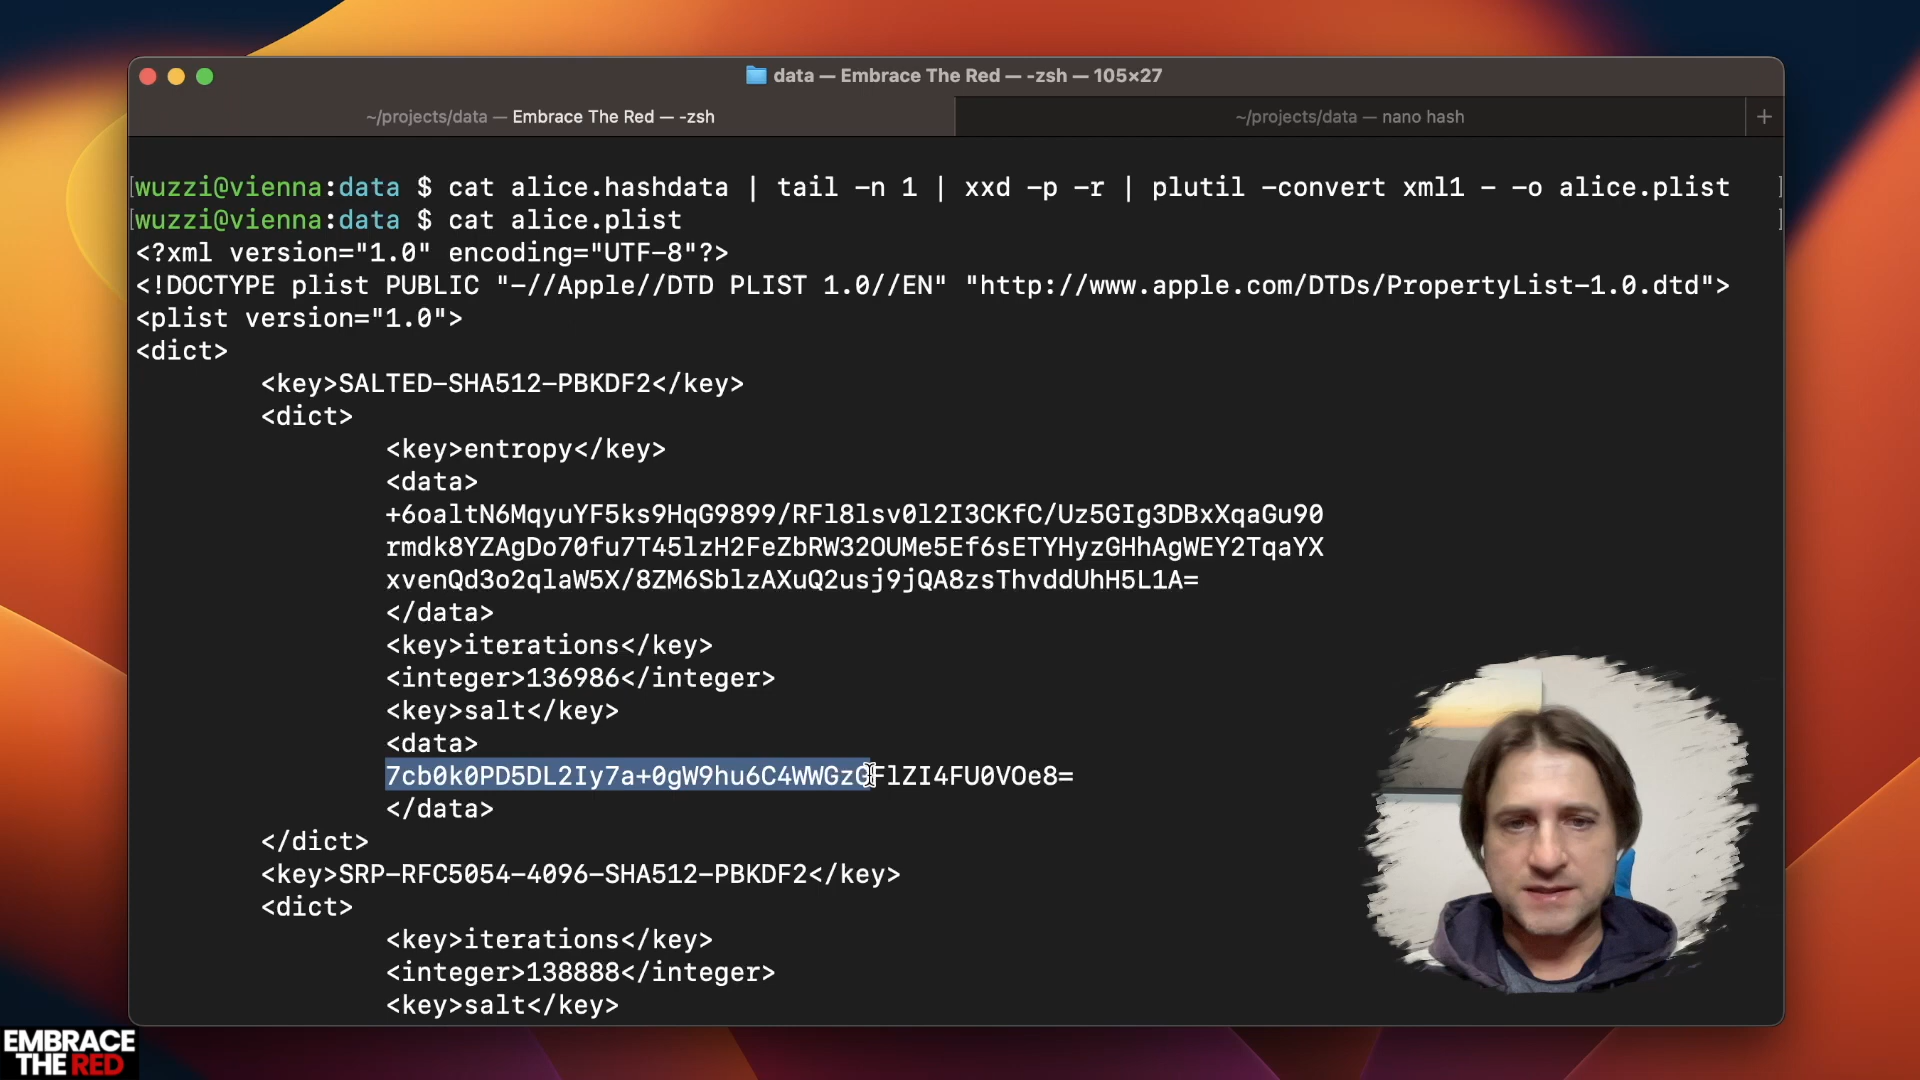 data — Embrace The Red — -zsh — 105×27
~/projects/data — Embrace The Red — -zsh
~/projects/data — nano hash
+
[wuzzi@vienna:data $ cat alice.hashdata | tail -n 1 | xxd -p -r | plutil -convert xml1 - -o alice.plist ]
[wuzzi@vienna:data $ cat alice.plist ]
<?xml version="1.0" encoding="UTF-8"?>
<!DOCTYPE plist PUBLIC "-//Apple//DTD PLIST 1.0//EN" "http://www.apple.com/DTDs/PropertyList-1.0.dtd">
<plist version="1.0">
<dict>
<key>SALTED-SHA512-PBKDF2</key>
<dict>
<key>entropy</key>
<data>
+6oaltN6MqyuYF5ks9HqG9899/RFl8lsv0l2I3CKfC/Uz5GIg3DBxXqaGu90
rmdk8YZAgDo70fu7T45lzH2FeZbRW32OUMe5Ef6sETYHyzGHhAgWEY2TqaYX
xvenQd3o2qlaW5X/8ZM6SblzAXuQ2usj9jQA8zsThvddUhH5L1A=
</data>
<key>iterations</key>
<integer>136986</integer>
<key>salt</key>
<data>
7cb0k0PD5DL2Iy7a+0gW9hu6C4WWGzGFlZI4FU0VOe8=
</data>
</dict>
<key>SRP-RFC5054-4096-SHA512-PBKDF2</key>
<dict>
<key>iterations</key>
<integer>138888</integer>
<key>salt</key>
EMBRACE
THE RED